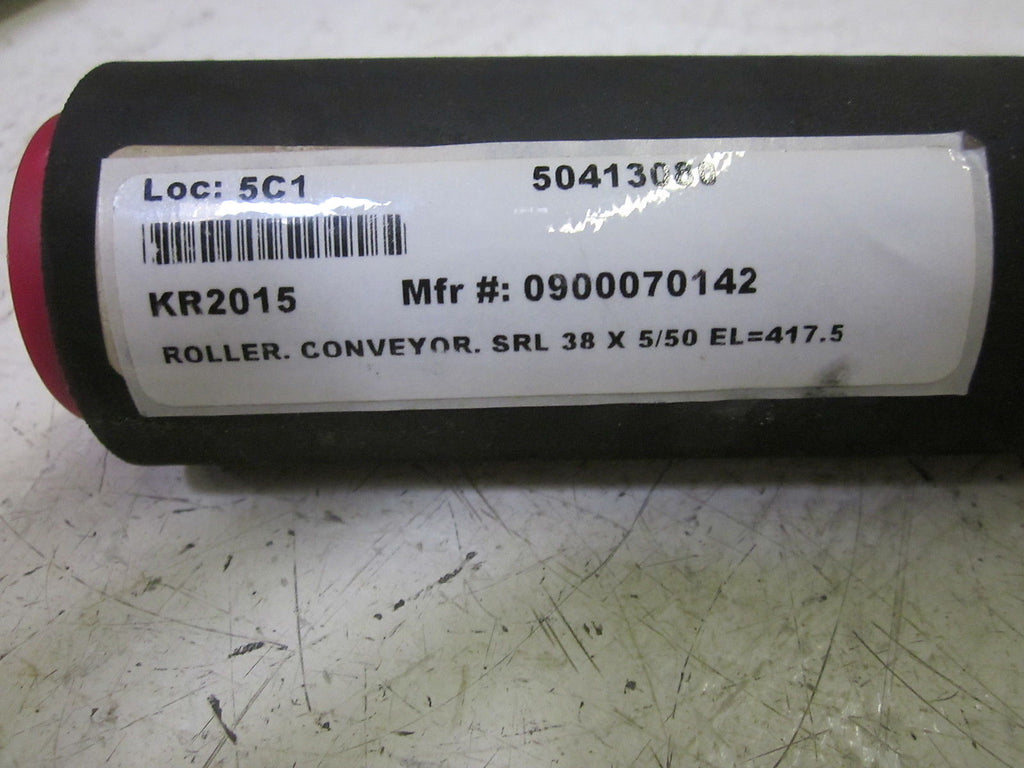 Loc: 5C1 50413080
KR2015 Mfr #: 0900070142
ROLLER. CONVEYOR. SRL 38 X 5/50 EL=417.5